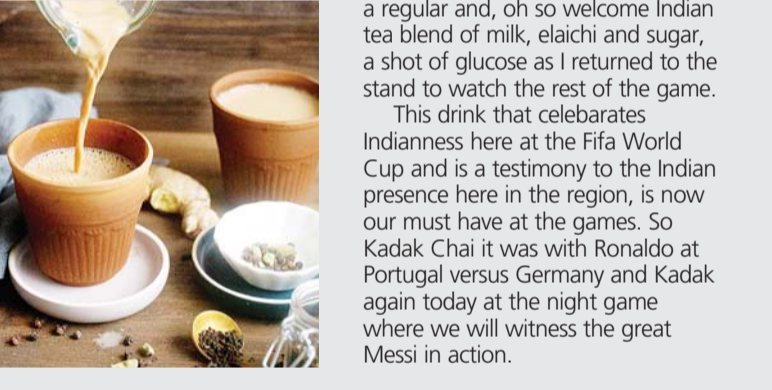 a regular and, oh so welcome Indian
tea blend of milk, elaichi and sugar,
a shot of glucose as I returned to the
stand to watch the rest of the game.
This drink that celebarates
Indianness here at the Fifa World
Cup and is a testimony to the Indian
presence here in the region, is now
our must have at the games. So
Kadak Chai it was with Ronaldo at
Portugal versus Germany and Kadak
again today at the night game
where we will witness the great
Messi in action.